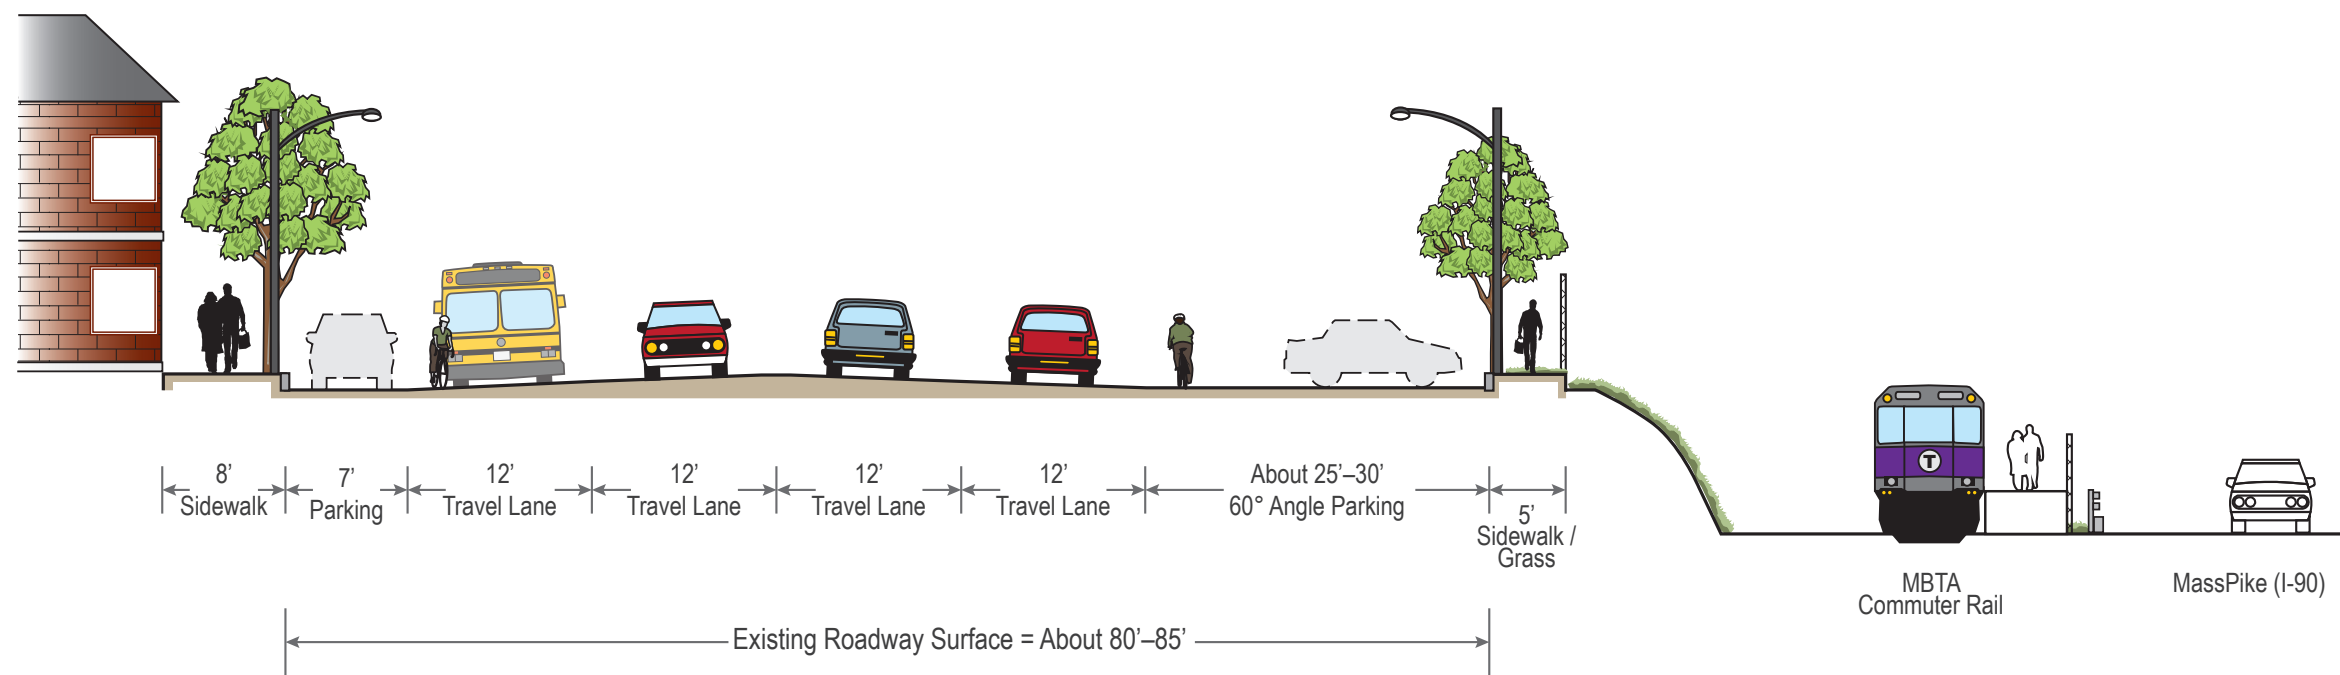 8’
Sidewalk
7’
Parking
12’
Travel Lane
12’
Travel Lane
12’
Travel Lane
12’
Travel Lane
About 25’–30’
60° Angle Parking
5’
Sidewalk /
Grass
T
MBTA
Commuter Rail
MassPike (I-90)
Existing Roadway Surface = About 80’–85’